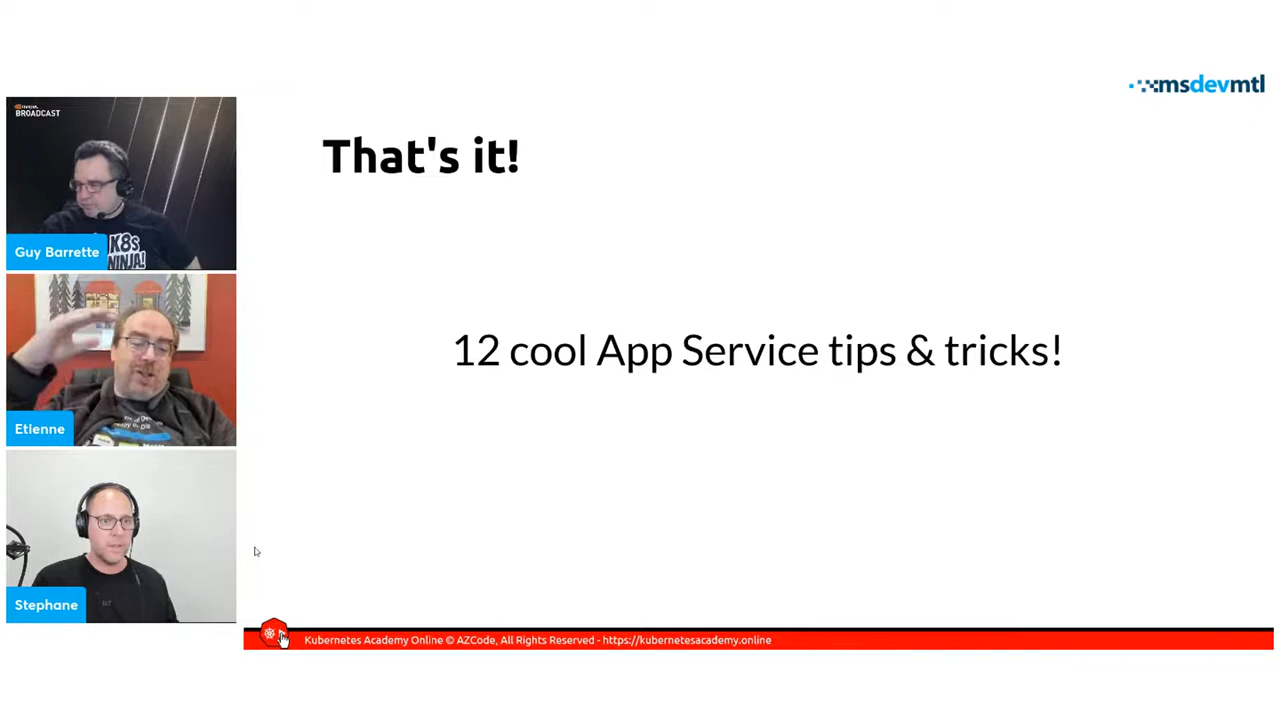 msdevmtl
NVIDIA
BROADCAST
K8s
NINJA!
Guy Barrette
Etienne
Stephane
That's it!
12 cool App Service tips & tricks!
Kubernetes Academy Online © AZCode, All Rights Reserved - https://kubernetesacademy.online